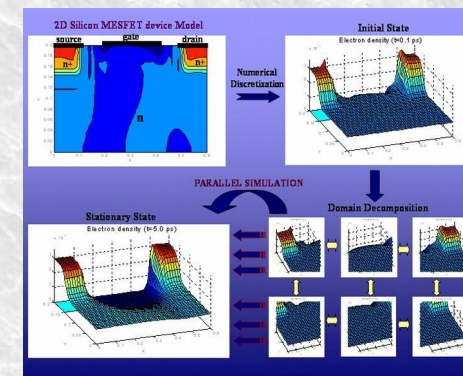 2D Silicon MESFET device Model
source
gate
drain
n+
n+
n
Numerical
Discretization
Initial State
Electron density (t=0.1 ps)
PARALLEL SIMULATION
Domain Decomposition
Stationary State
Electron density (t=5.0 ps)